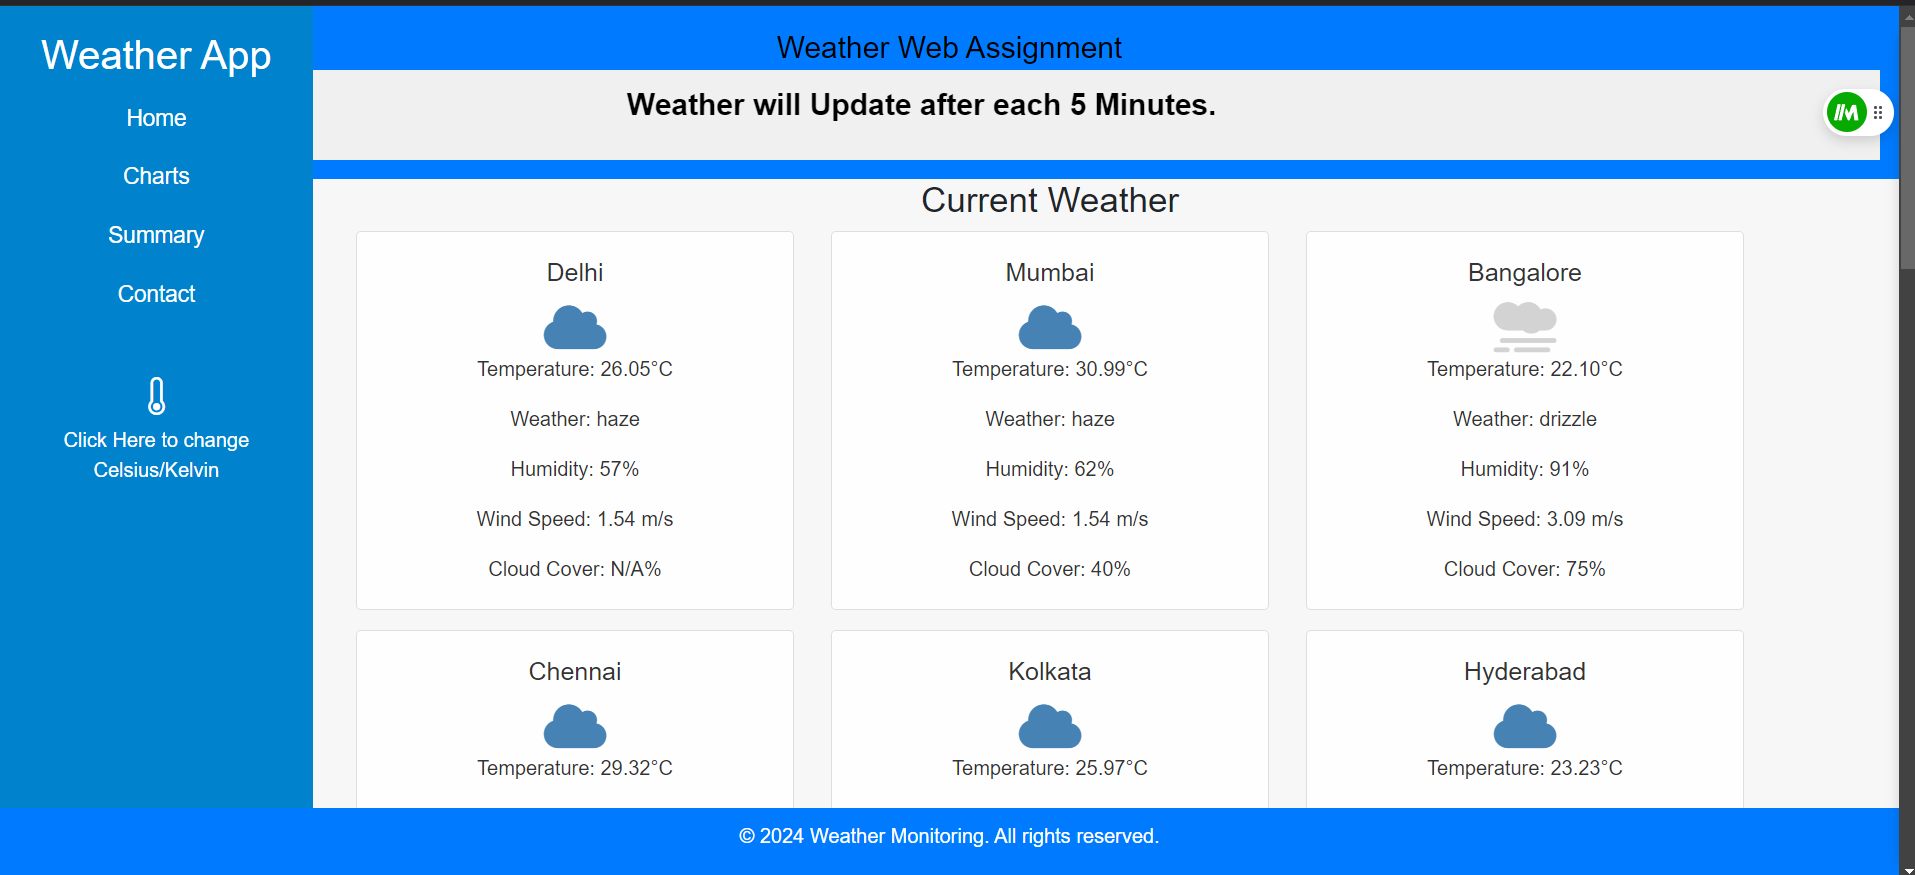 Weather App
Home
Charts
Summary
Contact
Click Here to change
Celsius/Kelvin
Weather Web Assignment
Weather will Update after each 5 Minutes.
Current Weather
Delhi
Temperature: 26.05°C
Weather: haze
Humidity: 57%
Wind Speed: 1.54 m/s
Cloud Cover: N/A%
Mumbai
Temperature: 30.99°C
Weather: haze
Humidity: 62%
Wind Speed: 1.54 m/s
Cloud Cover: 40%
Bangalore
Temperature: 22.10°C
Weather: drizzle
Humidity: 91%
Wind Speed: 3.09 m/s
Cloud Cover: 75%
Chennai
Temperature: 29.32°C
Kolkata
Temperature: 25.97°C
Hyderabad
Temperature: 23.23°C
© 2024 Weather Monitoring. All rights reserved.